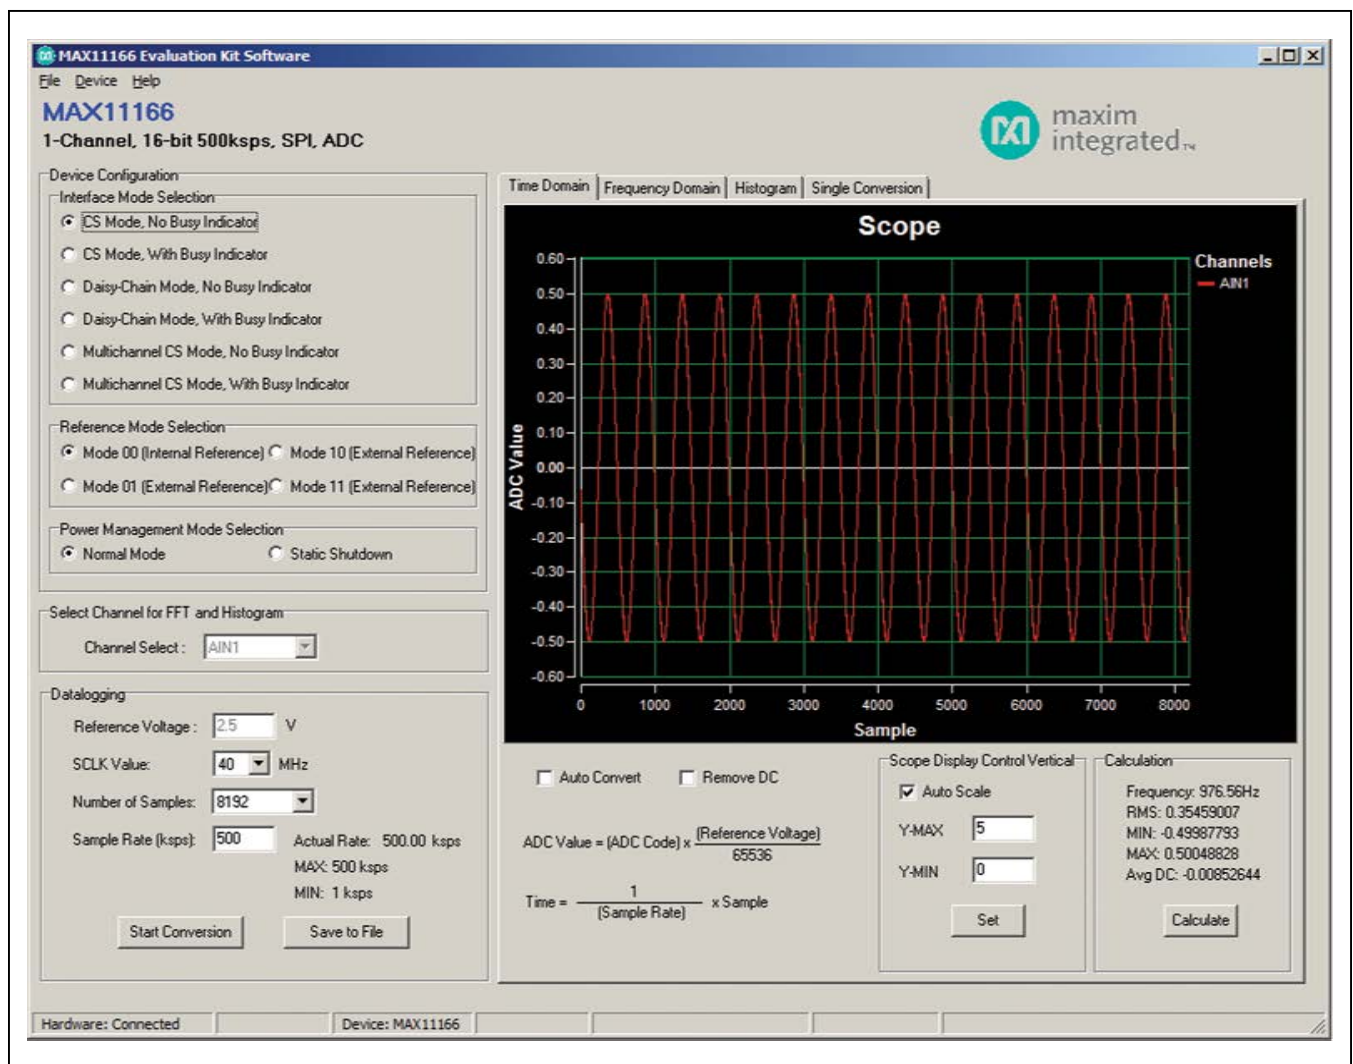 MAX11166 Evaluation Kit Software
File Device Help
MAX11166
1-Channel, 16-bit 500ksps, SPI, ADC
maxim
integrated™
Device Configuration
Interface Mode Selection
CS Mode, No Busy Indicator
CS Mode, With Busy Indicator
Daisy-Chain Mode, No Busy Indicator
Daisy-Chain Mode, With Busy Indicator
Multichannel CS Mode, No Busy Indicator
Multichannel CS Mode, With Busy Indicator
Reference Mode Selection
Mode 00 (Internal Reference) Mode 10 (External Reference)
Mode 01 (External Reference) Mode 11 (External Reference)
Power Management Mode Selection
Normal Mode Static Shutdown
Select Channel for FFT and Histogram
Channel Select : AIN1
Datalogging
Reference Voltage : 2.5 V
SCLK Value: 40 MHz
Number of Samples: 8192
Sample Rate (ksps): 500 Actual Rate: 500.00 ksps
MAX: 500 ksps
MIN: 1 ksps
Start Conversion Save to File
Time Domain Frequency Domain Histogram Single Conversion
Scope
Channels
AIN1
ADC Value
0.60
0.50
0.40
0.30
0.20
0.10
0.00
-0.10
-0.20
-0.30
-0.40
-0.50
-0.60
0 1000 2000 3000 4000 5000 6000 7000 8000
Sample
Auto Convert Remove DC
ADC Value = (ADC Code) x (Reference Voltage)
65536
Time = 1 x Sample
(Sample Rate)
Scope Display Control Vertical
Auto Scale
Y-MAX 5
Y-MIN 0
Set
Calculation
Frequency: 976.56Hz
RMS: 0.35459007
MIN: -0.49987793
MAX: 0.50048828
Avg DC: -0.00852644
Calculate
Hardware: Connected Device: MAX11166